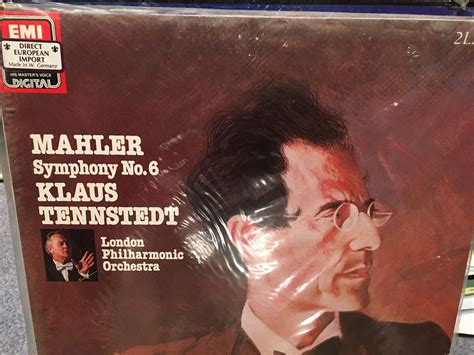 EMI
DIRECT
EUROPEAN
IMPORT
Made in W. Germany
HIS MASTER'S VOICE
DIGITAL
2L
MAHLER
Symphony No. 6
KLAUS
TENNSTEDT
London
Philharmonic
Orchestra